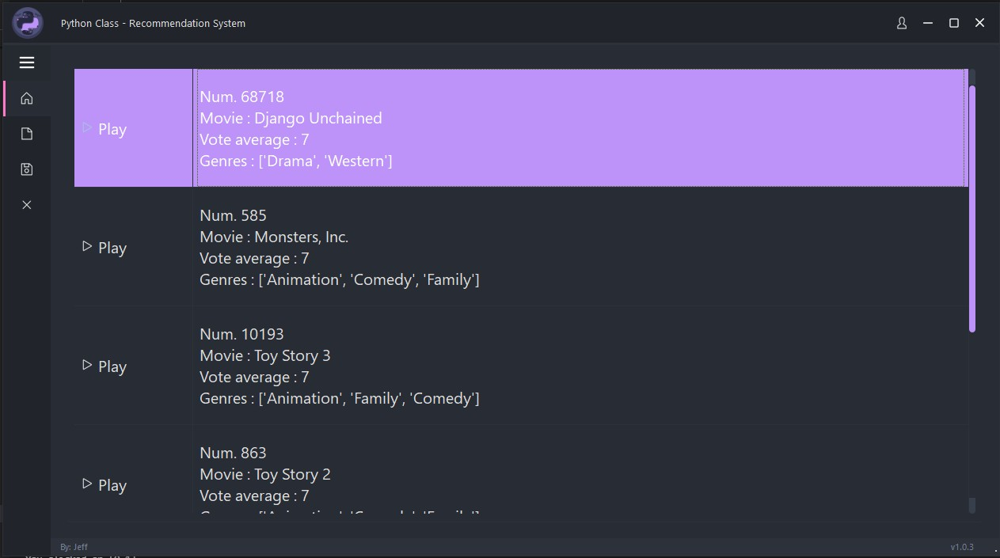 Python Class - Recommendation System
Play
Num. 68718
Movie : Django Unchained
Vote average : 7
Genres : ['Drama', 'Western']
Play
Num. 585
Movie : Monsters, Inc.
Vote average : 7
Genres : ['Animation', 'Comedy', 'Family']
Play
Num. 10193
Movie : Toy Story 3
Vote average : 7
Genres : ['Animation', 'Family', 'Comedy']
Play
Num. 863
Movie : Toy Story 2
Vote average : 7
By: Jeff
v1.0.3